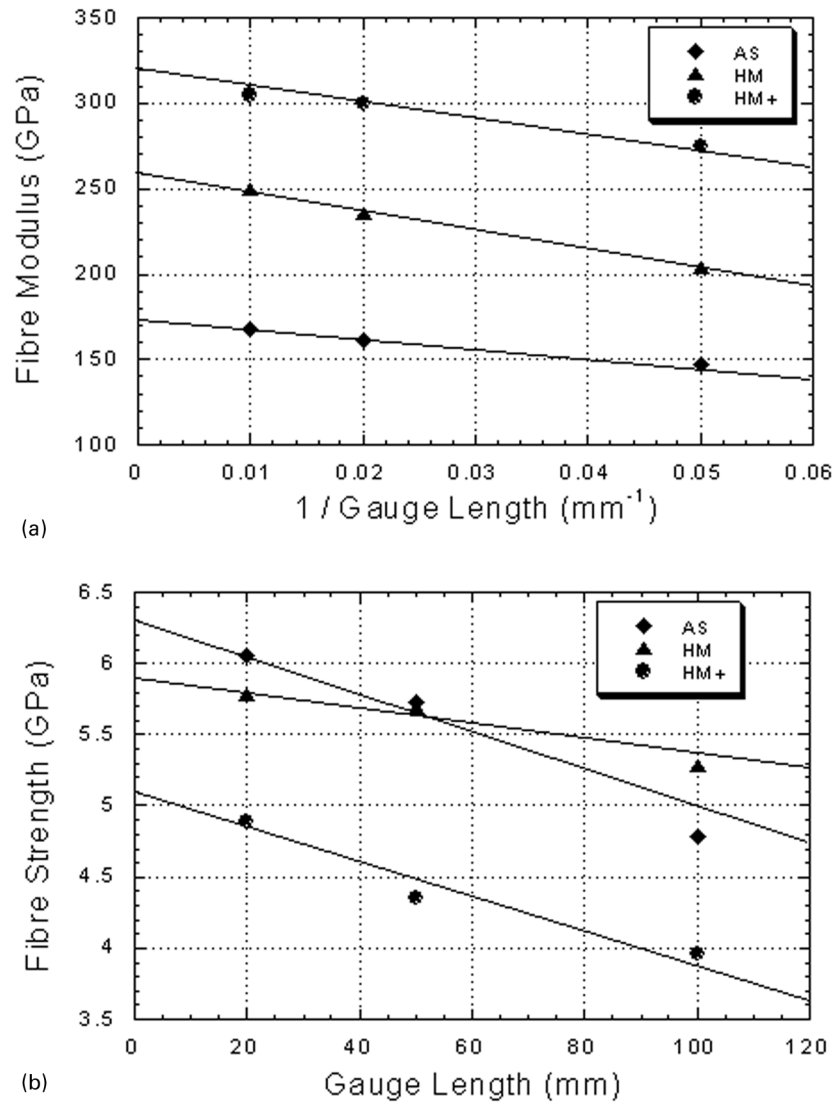 350
300
250
200
150
100
Fibre Modulus (GPa)
AS
HM
HM+
0 0.01 0.02 0.03 0.04 0.05 0.06
1 / Gauge Length (mm⁻¹)
(a)
6.5
6
5.5
5
4.5
4
3.5
Fibre Strength (GPa)
AS
HM
HM+
0 20 40 60 80 100 120
Gauge Length (mm)
(b)